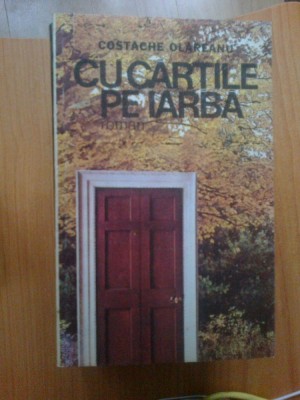 COSTACHE OLĂREANU
CU CĂRȚILE
PE IARBĂ
roman